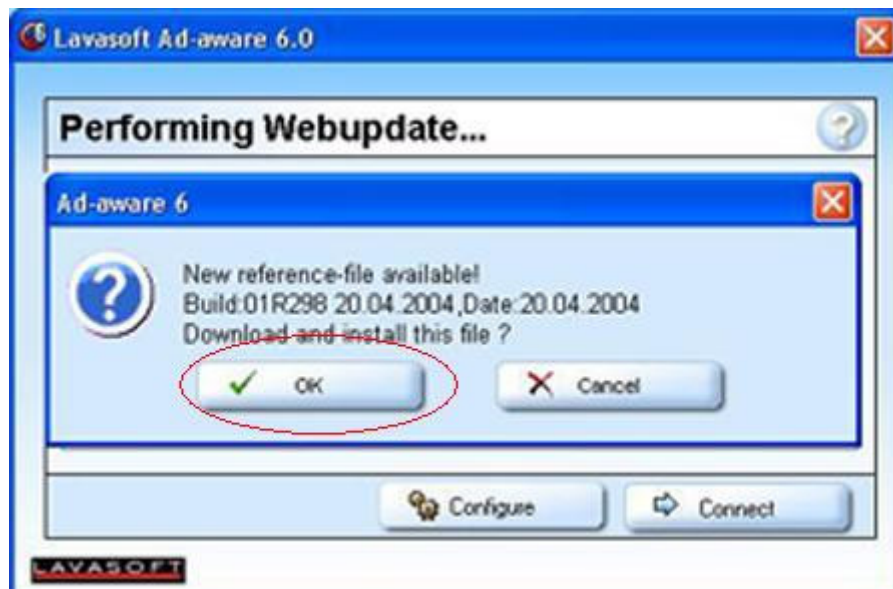 Lavasoft Ad-aware 6.0
Performing Webupdate...
Ad-aware 6
New reference-file available!
Build:01R298 20.04.2004,Date:20.04.2004
Download and install this file ?
OK
Cancel
Configure
Connect
LAVASOFT